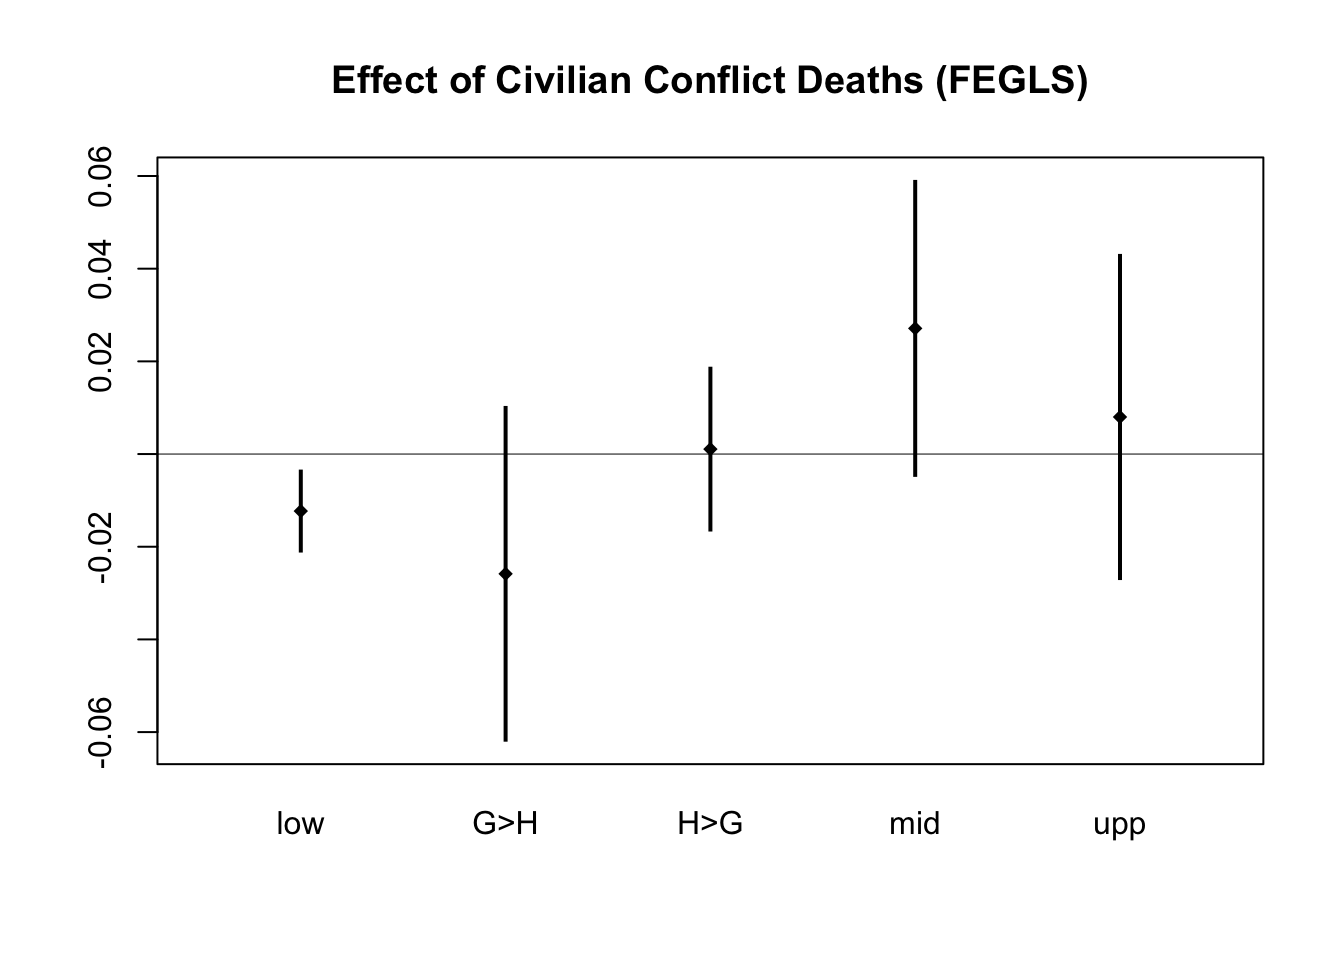 Effect of Civilian Conflict Deaths (FEGLS)
0.06
0.04
0.02
-0.02
-0.06
low G>H H>G mid upp